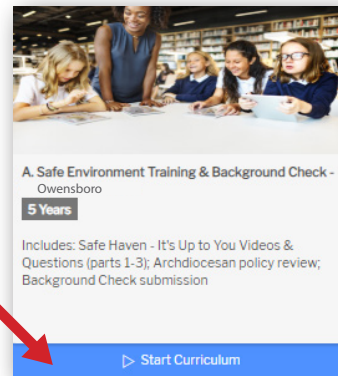 A. Safe Environment Training & Background Check -
Owensboro
5 Years
Includes: Safe Haven - It's Up to You Videos &
Questions (parts 1-3); Archdiocesan policy review;
Background Check submission
Start Curriculum